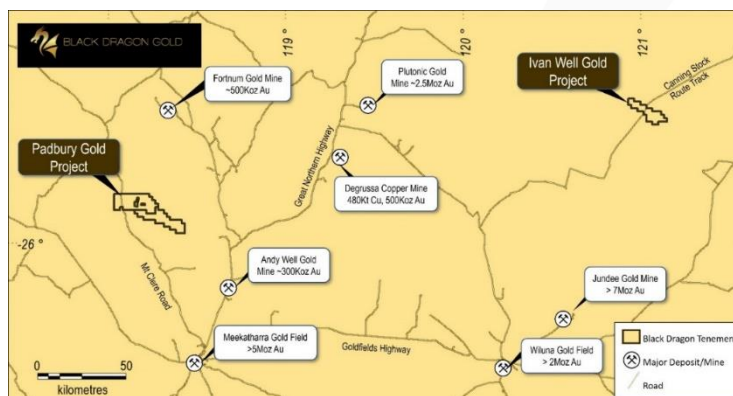 BLACK DRAGON GOLD
119
120
121
Fortnum Gold Mine
~500Koz Au
Plutonic Gold
Mine ~2.5Moz Au
Ivan Well Gold
Project
Canning Stock
Route Track
Padbury Gold
Project
Great Northern Highway
Degrussa Copper Mine
480Kt Cu, 500Koz Au
-26 °
Mt Clere Road
Andy Well Gold
Mine ~300Koz Au
Jundee Gold Mine
> 7Moz Au
Meekatharra Gold Field
>5Moz Au
Goldfields Highway
Wiluna Gold Field
> 2Moz Au
Black Dragon Tenement
Major Deposit/Mine
Road
0
50
kilometres